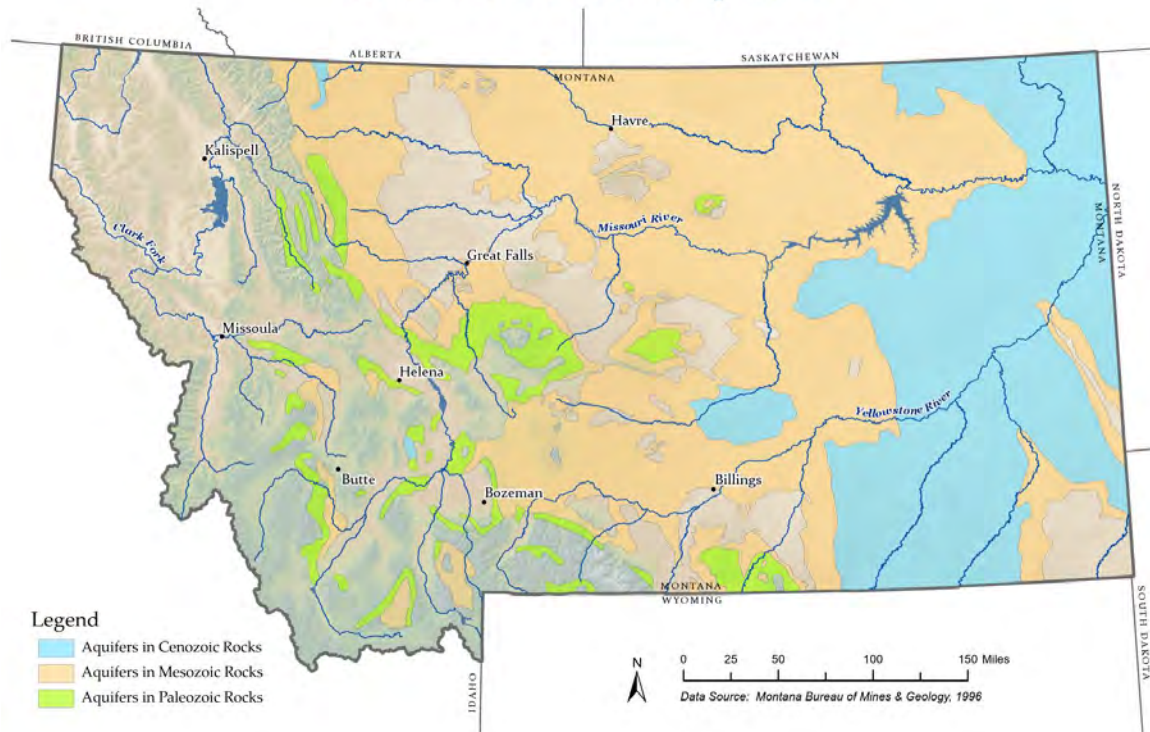 BRITISH COLUMBIA
ALBERTA
SASKATCHEWAN
MONTANA
Havre
Kalispell
NORTH DAKOTA
MONTANA
Missouri River
Clark Fork
Great Falls
Missoula
Helena
Yellowstone River
Butte
Billings
Bozeman
MONTANA
WYOMING
SOUTH DAKOTA
IDAHO
Legend
Aquifers in Cenozoic Rocks
Aquifers in Mesozoic Rocks
Aquifers in Paleozoic Rocks
N
0 25 50 100 150 Miles
Data Source: Montana Bureau of Mines & Geology, 1996